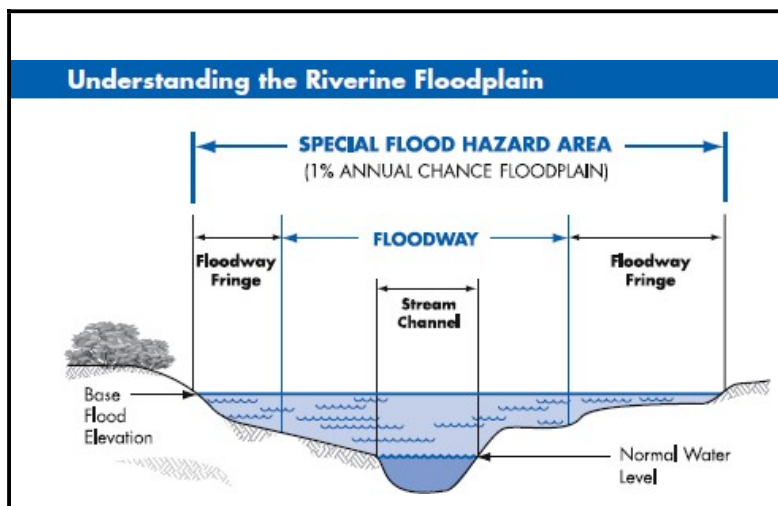 Understanding the Riverine Floodplain
SPECIAL FLOOD HAZARD AREA
(1% ANNUAL CHANCE FLOODPLAIN)
FLOODWAY
Floodway
Fringe
Floodway
Fringe
Stream
Channel
Base
Flood
Elevation
Normal Water
Level